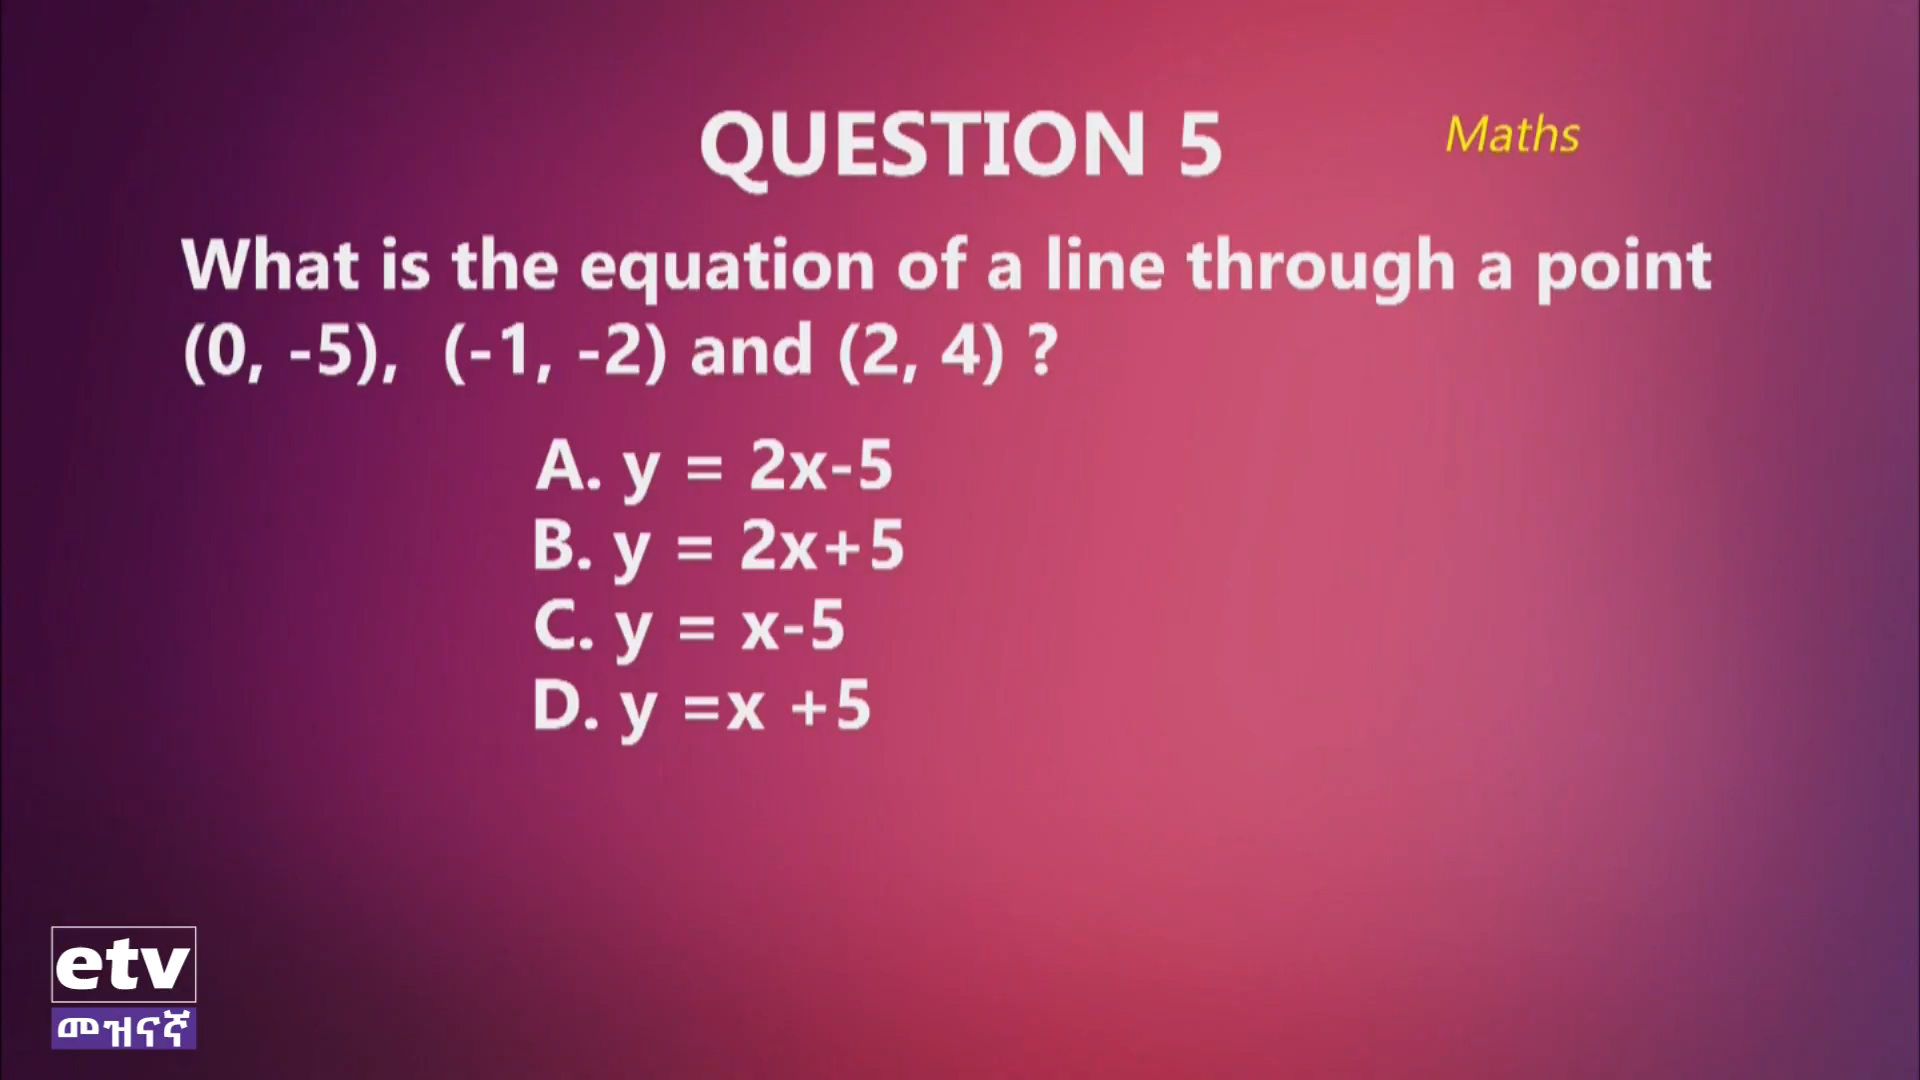 QUESTION 5
Maths
What is the equation of a line through a point
(0, -5), (-1, -2) and (2, 4) ?
A. y = 2x-5
B. y = 2x+5
C. y = x-5
D. y =x +5
etv
መዝናኛ